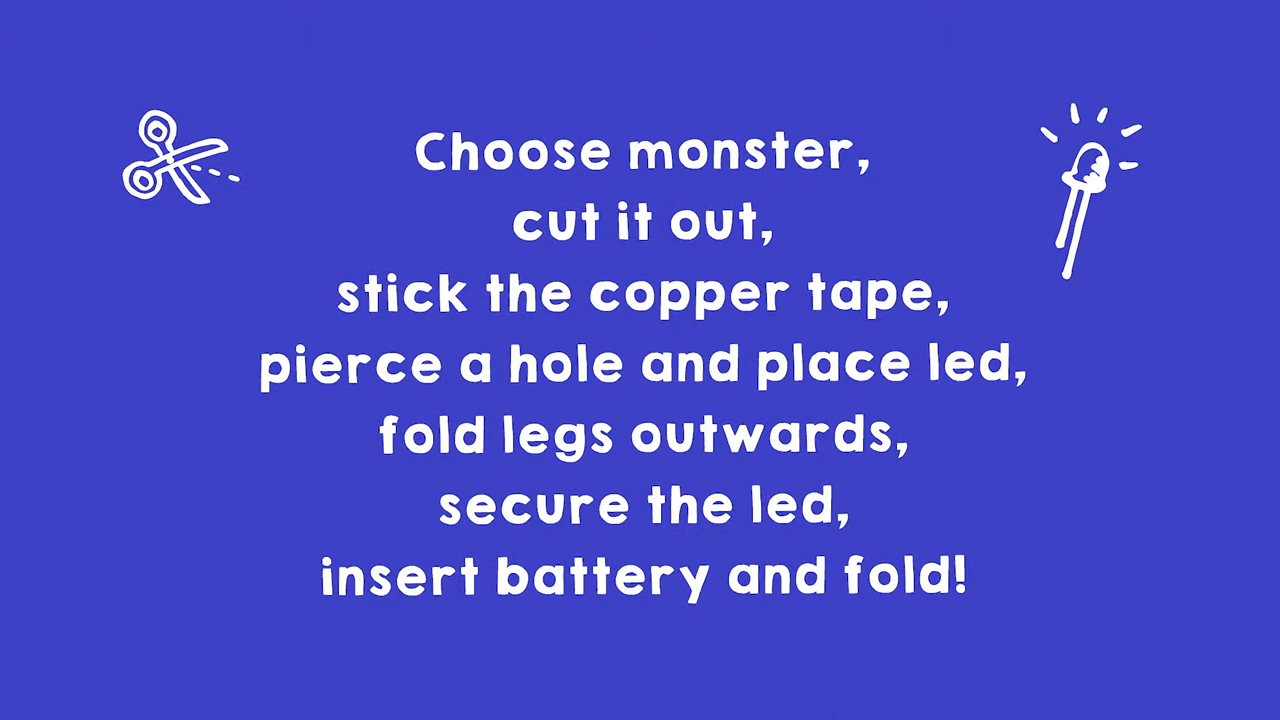 Choose monster,
cut it out,
stick the copper tape,
pierce a hole and place led,
fold legs outwards,
secure the led,
insert battery and fold!